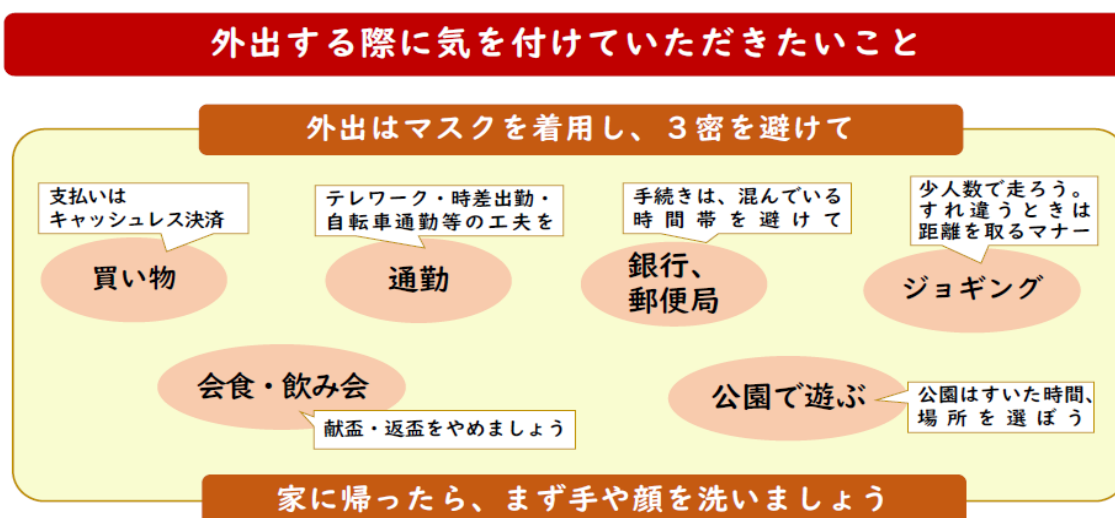 外出する際に気を付けていただきたいこと
外出はマスクを着用し、３密を避けて
支払いは
キャッシュレス決済
買い物
テレワーク・時差出勤・
自転車通勤等の工夫を
通勤
手続きは、混んでいる
時間帯を避けて
銀行、
郵便局
少人数で走ろう。
すれ違うときは
距離を取るマナー
ジョギング
会食・飲み会
献盃・返盃をやめましょう
公園で遊ぶ
公園はすいた時間、
場所を選ぼう
家に帰ったら、まず手や顔を洗いましょう